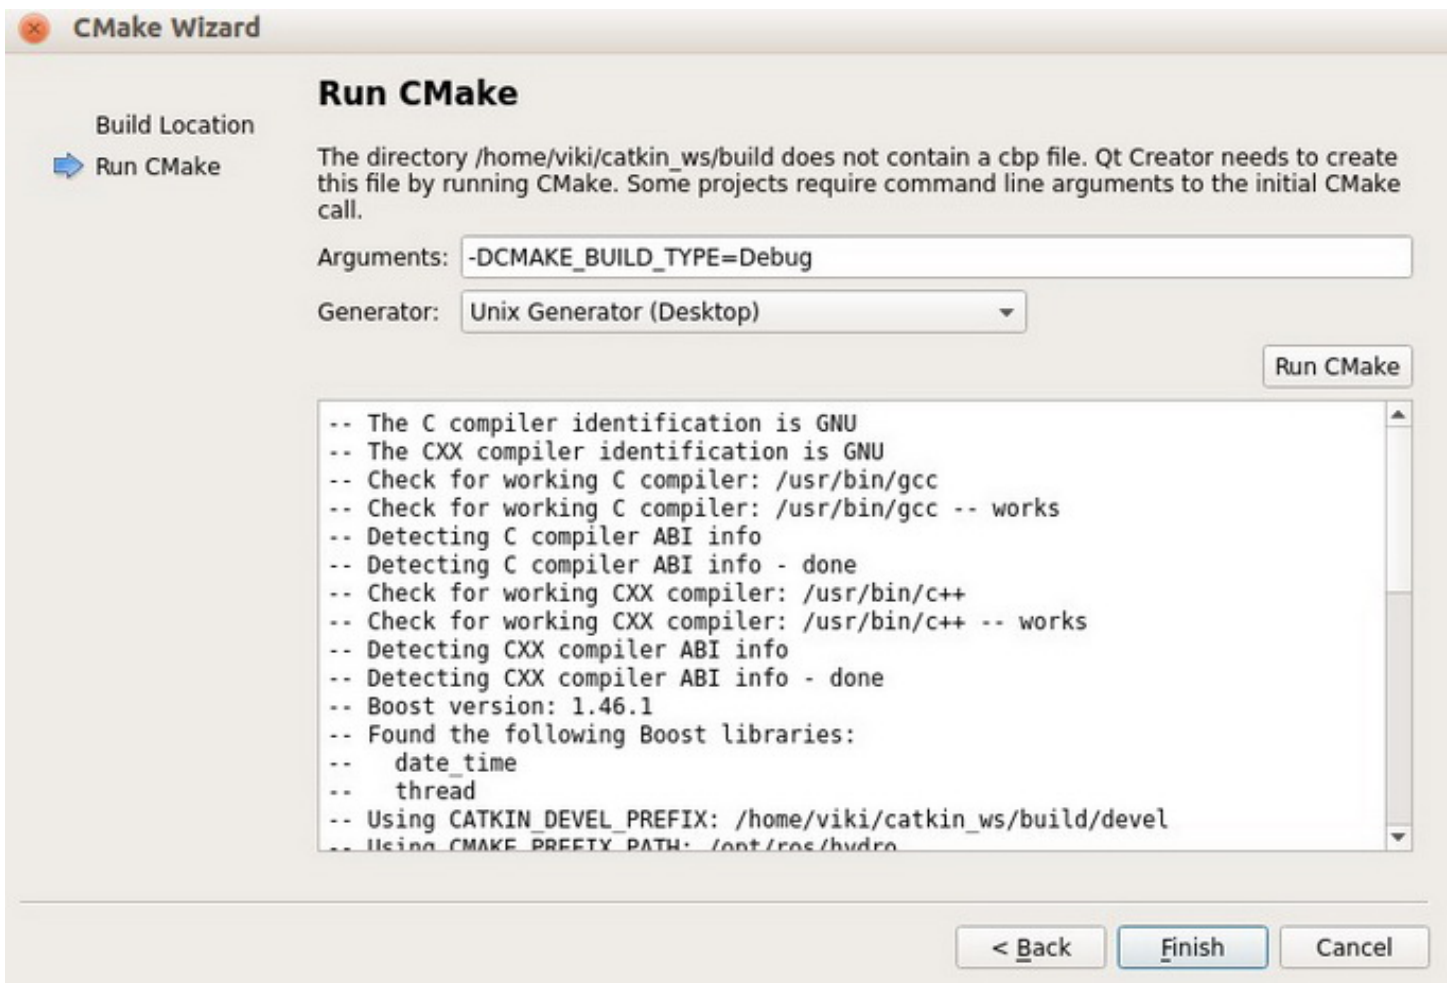 CMake Wizard
Build Location
Run CMake
Run CMake
The directory /home/viki/catkin_ws/build does not contain a cbp file. Qt Creator needs to create
this file by running CMake. Some projects require command line arguments to the initial CMake
call.
Arguments: -DCMAKE_BUILD_TYPE=Debug
Generator: Unix Generator (Desktop)
Run CMake
-- The C compiler identification is GNU
-- The CXX compiler identification is GNU
-- Check for working C compiler: /usr/bin/gcc
-- Check for working C compiler: /usr/bin/gcc -- works
-- Detecting C compiler ABI info
-- Detecting C compiler ABI info - done
-- Check for working CXX compiler: /usr/bin/c++
-- Check for working CXX compiler: /usr/bin/c++ -- works
-- Detecting CXX compiler ABI info
-- Detecting CXX compiler ABI info - done
-- Boost version: 1.46.1
-- Found the following Boost libraries:
--   date_time
--   thread
-- Using CATKIN_DEVEL_PREFIX: /home/viki/catkin_ws/build/devel
-- Using CMAKE_PREFIX_PATH: /opt/ros/hydro
< Back Finish Cancel